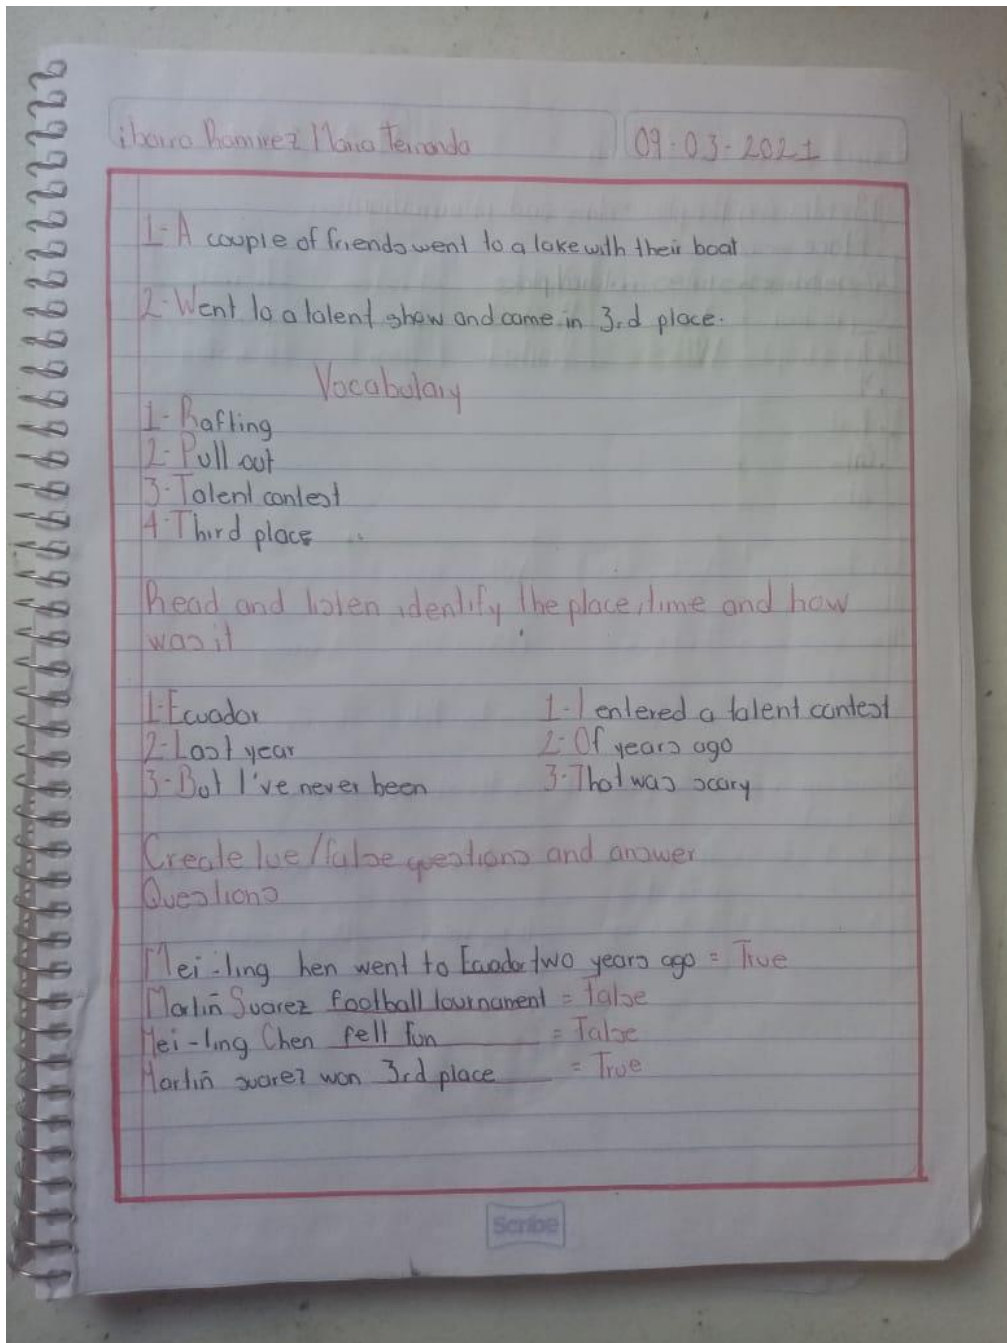 ibarra Ramirez Maria Fernanda 09-03-2021
1- A couple of friends went to a lake with their boat
2- Went to a talent show and came in 3rd place.
Vocabulary
1- Rafting
2- Pull out
3- Talent contest
4- Third place
Read and listen identify the place, time and how
was it
1- Ecuador 1- I entered a talent contest
2- Last year 2- Of years ago
3- But I've never been 3- That was scary
Create tue/false questions and answer
Questions
Mei-ling hen went to Ecuador two years ago = True
Martiñ Suarez football tournament = False
Mei-ling Chen fell fun = False
Martiñ suarez won 3rd place = True
Scribe